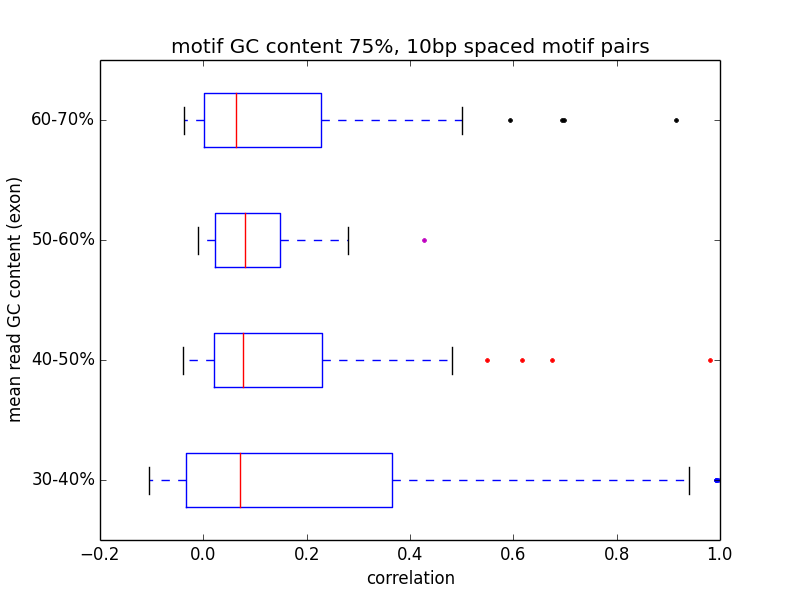 motif GC content 75%, 10bp spaced motif pairs
mean read GC content (exon)
60-70%
50-60%
40-50%
30-40%
−0.2 0.0 0.2 0.4 0.6 0.8 1.0
correlation